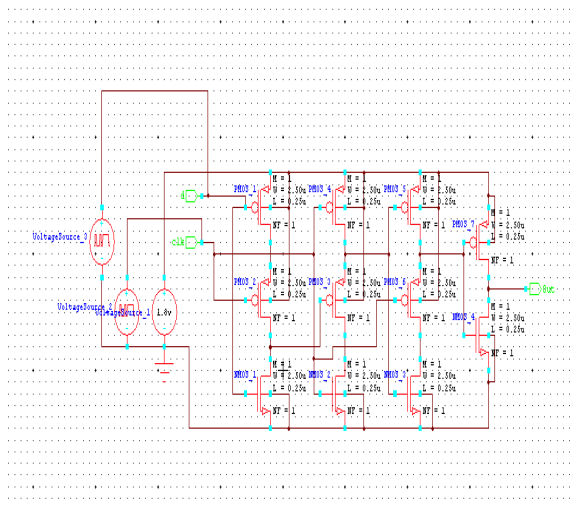 M = 1
PMOS_1
W = 2.50u
L = 0.25u
NF = 1
M = 1
PMOS_4
W = 2.50u
L = 0.25u
NF = 1
M = 1
PMOS_5
W = 2.50u
L = 0.25u
NF = 1
d
clk
VoltageSource_3
M = 1
PMOS_7
W = 2.50u
L = 0.25u
NF = 1
M = 1
PMOS_2
W = 2.50u
L = 0.25u
NF = 1
M = 1
PMOS_3
W = 2.50u
L = 0.25u
NF = 1
M = 1
PMOS_6
W = 2.50u
L = 0.25u
NF = 1
Out
VoltageSource_2
VoltageSource_1
1.8v
M = 1
NMOS_4
W = 2.50u
L = 0.25u
NF = 1
M = 1
NMOS_1
W = 2.50u
L = 0.25u
NF = 1
M = 1
NMOS_2
W = 2.50u
L = 0.25u
NF = 1
M = 1
NMOS_3
W = 2.50u
L = 0.25u
NF = 1